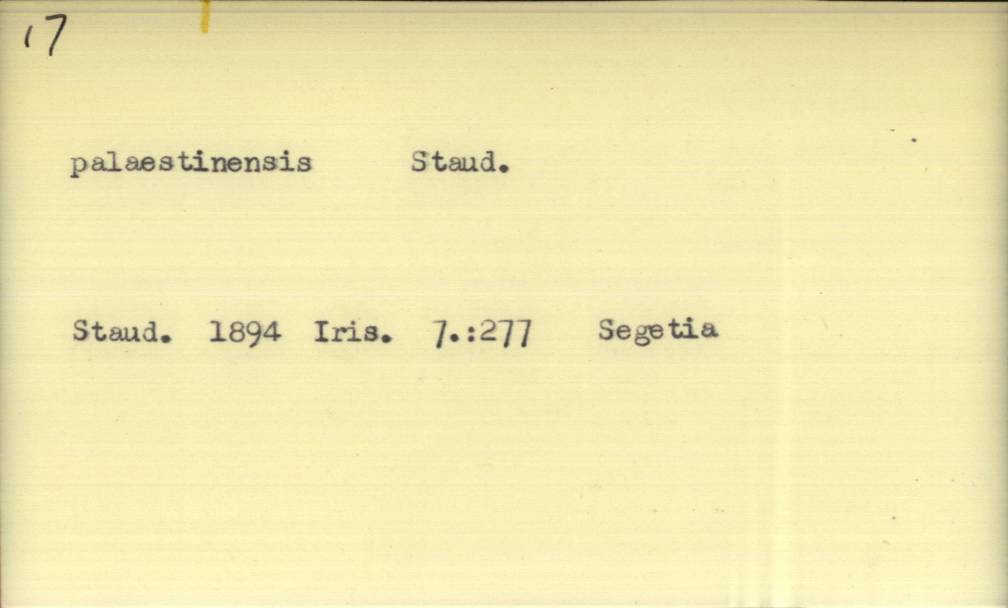 17
palaestinensis Staud.
Staud. 1894 Iris. 7.:277 Segetia